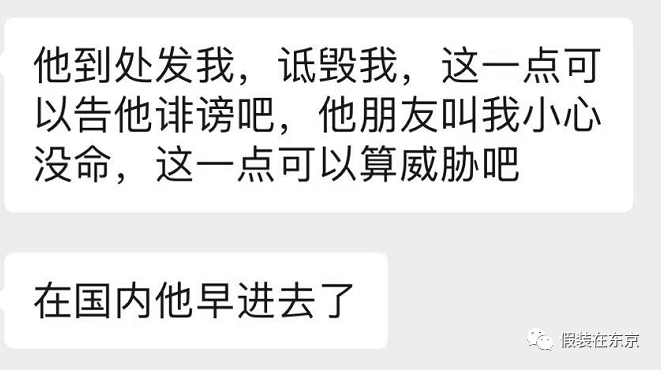 他到处发我，诋毁我，这一点可
以告他诽谤吧，他朋友叫我小心
没命，这一点可以算威胁吧
在国内他早进去了
假装在东京